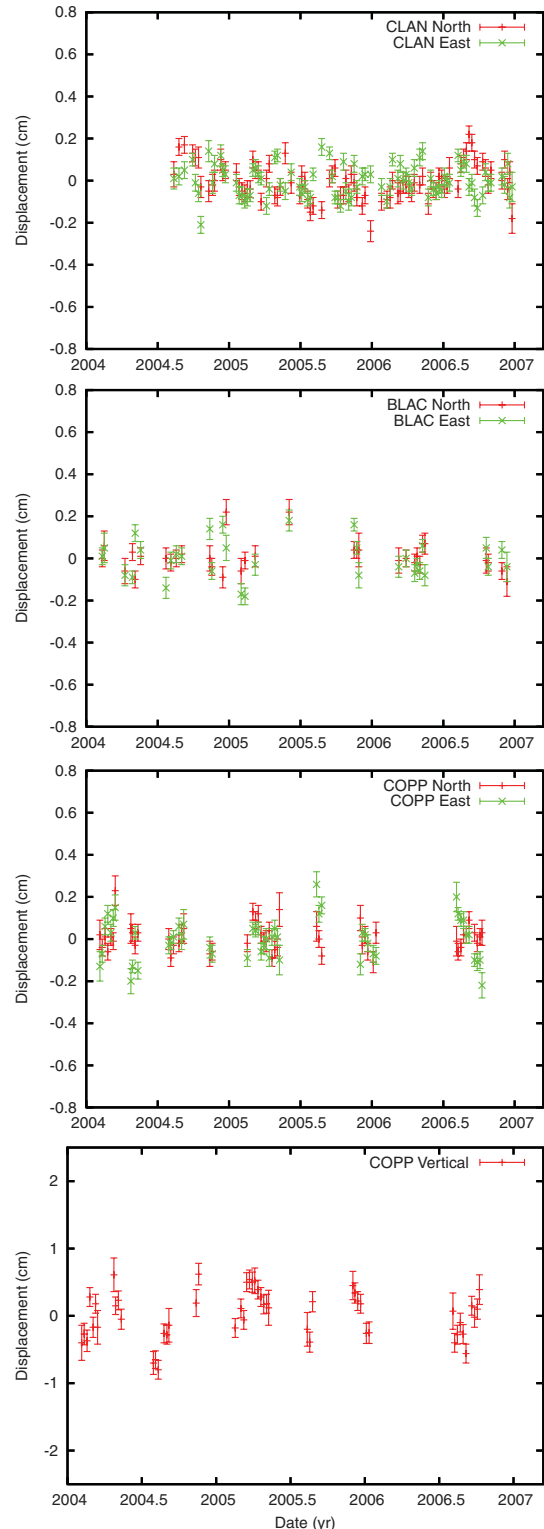 CLAN North
CLAN East
Displacement (cm)
0.8
0.6
0.4
0.2
0
-0.2
-0.4
-0.6
-0.8
2004 2004.5 2005 2005.5 2006 2006.5 2007
BLAC North
BLAC East
Displacement (cm)
0.8
0.6
0.4
0.2
0
-0.2
-0.4
-0.6
-0.8
2004 2004.5 2005 2005.5 2006 2006.5 2007
COPP North
COPP East
Displacement (cm)
0.8
0.6
0.4
0.2
0
-0.2
-0.4
-0.6
-0.8
2004 2004.5 2005 2005.5 2006 2006.5 2007
COPP Vertical
Displacement (cm)
2
1
0
-1
-2
2004 2004.5 2005 2005.5 2006 2006.5 2007
Date (yr)